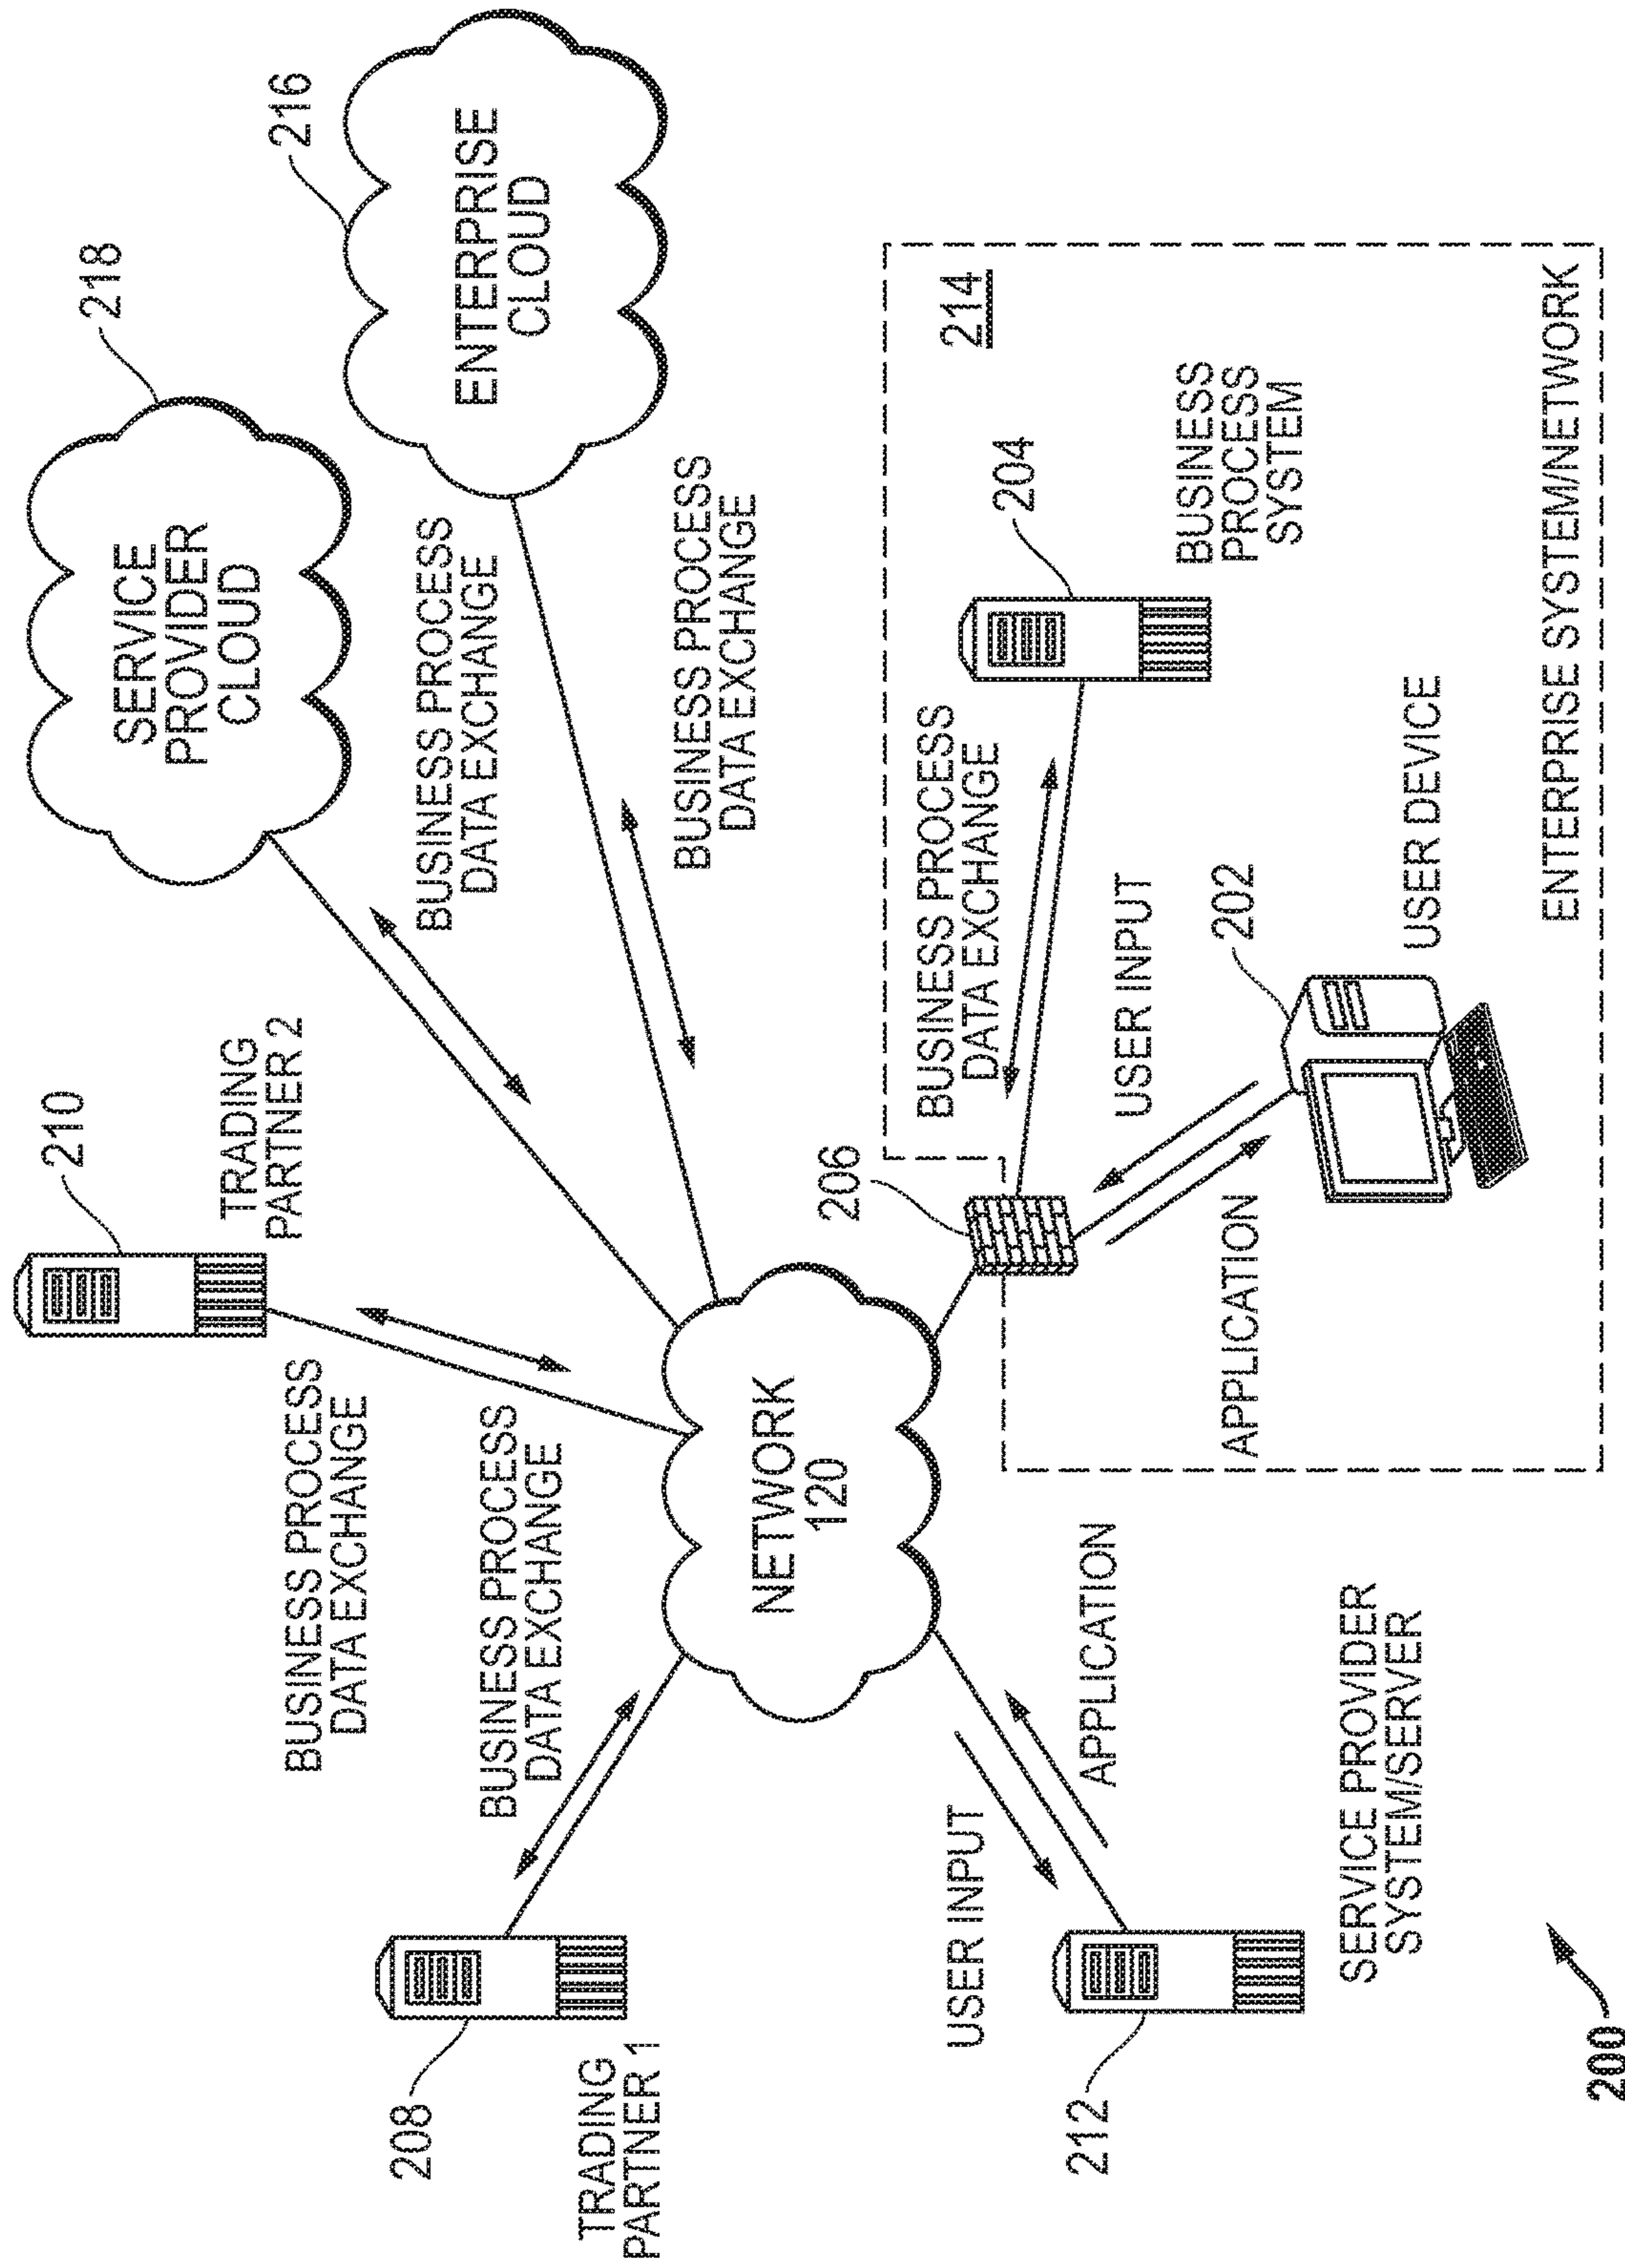 210
TRADING
PARTNER 2
218
SERVICE
PROVIDER
CLOUD
216
ENTERPRISE
CLOUD
BUSINESS PROCESS
DATA EXCHANGE
BUSINESS PROCESS
DATA EXCHANGE
BUSINESS PROCESS
DATA EXCHANGE
BUSINESS PROCESS
DATA EXCHANGE
208
TRADING
PARTNER 1
NETWORK
120
206
214
BUSINESS PROCESS
DATA EXCHANGE
204
BUSINESS
PROCESS
SYSTEM
USER INPUT
202
USER DEVICE
APPLICATION
ENTERPRISE SYSTEM/NETWORK
USER INPUT
APPLICATION
212
SERVICE PROVIDER
SYSTEM/SERVER
200